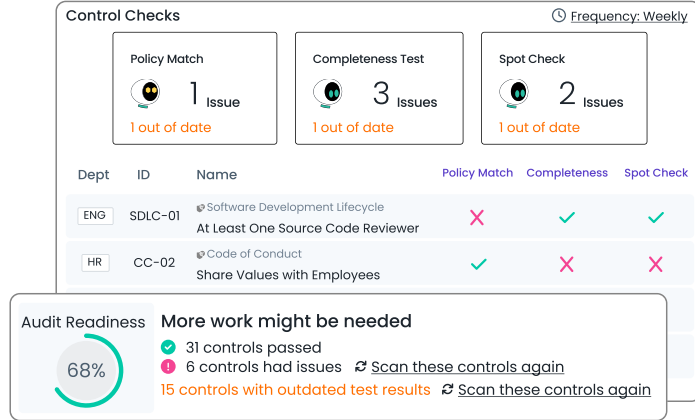 Control Checks
Frequency: Weekly
Policy Match
1 Issue
1 out of date
Completeness Test
3 Issues
1 out of date
Spot Check
2 Issues
1 out of date
Dept ID Name Policy Match Completeness Spot Check
Software Development Lifecycle
ENG SDLC-01 At Least One Source Code Reviewer
Code of Conduct
HR CC-02 Share Values with Employees
Audit Readiness
68%
More work might be needed
31 controls passed
6 controls had issues Scan these controls again
15 controls with outdated test results Scan these controls again